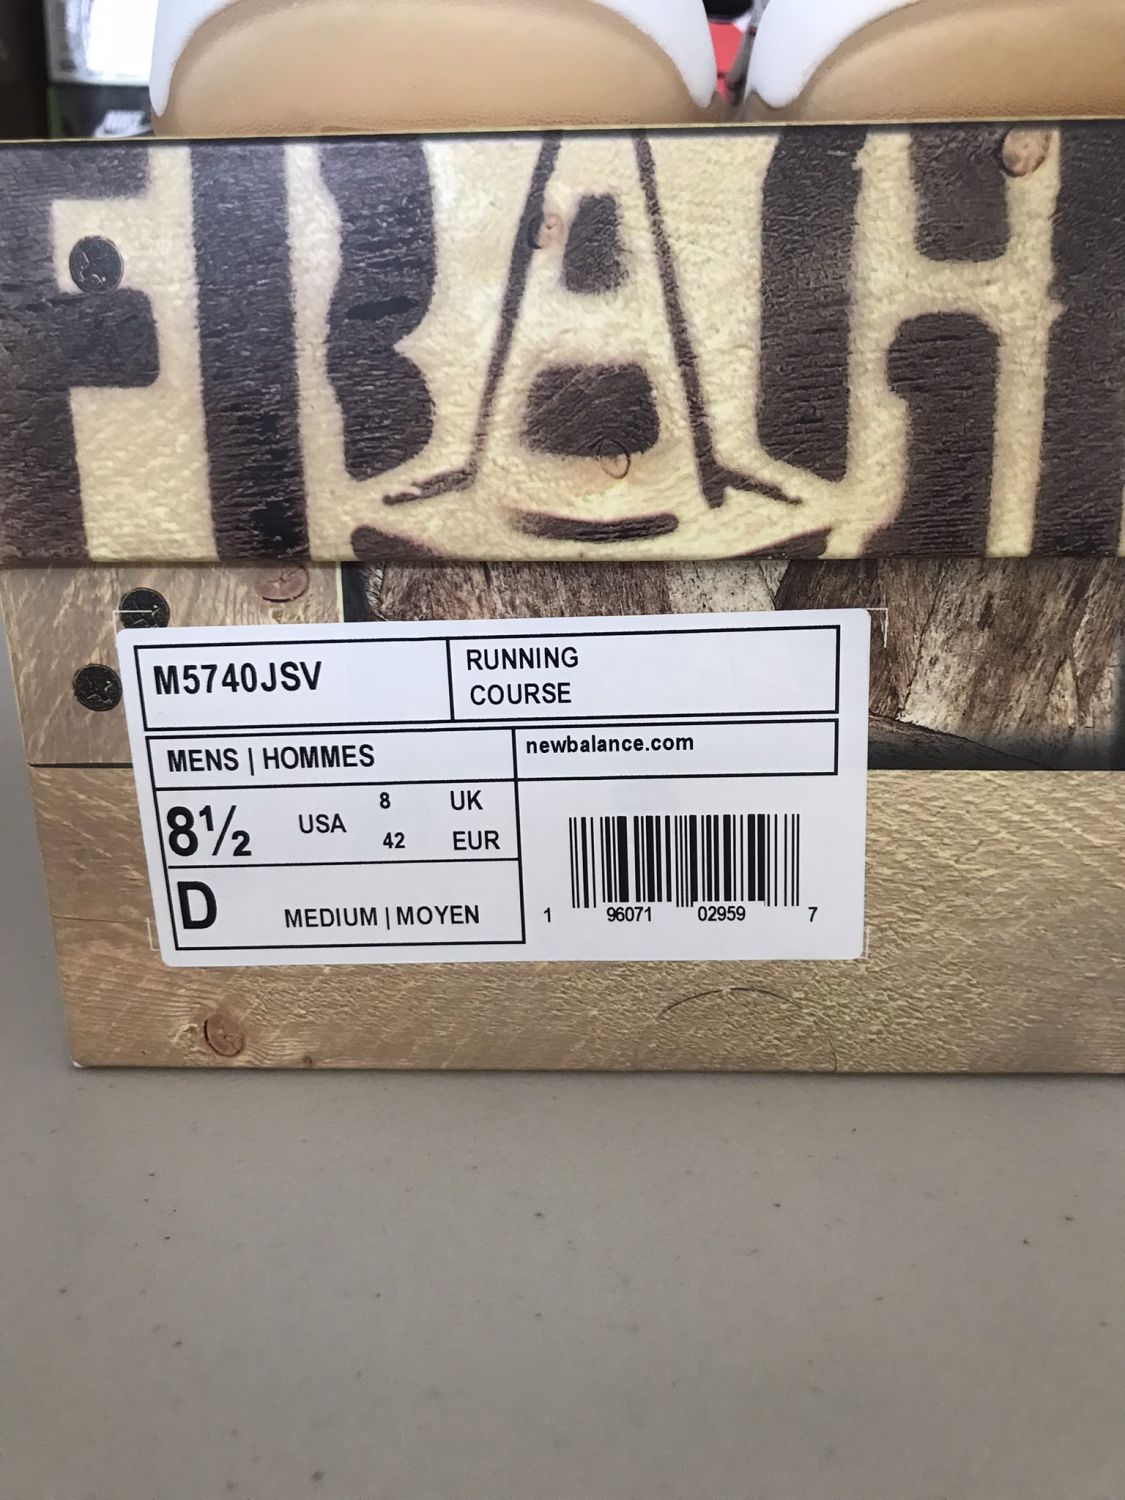 M5740JSV
RUNNING
COURSE
MENS | HOMMES
newbalance.com
8½ USA 8 UK
42 EUR
D MEDIUM | MOYEN
1 96071 02959 7